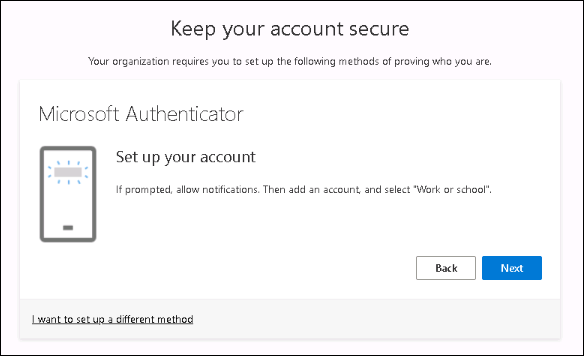 Keep your account secure
Your organization requires you to set up the following methods of proving who you are.
Microsoft Authenticator
Set up your account
If prompted, allow notifications. Then add an account, and select "Work or school".
Back
Next
I want to set up a different method